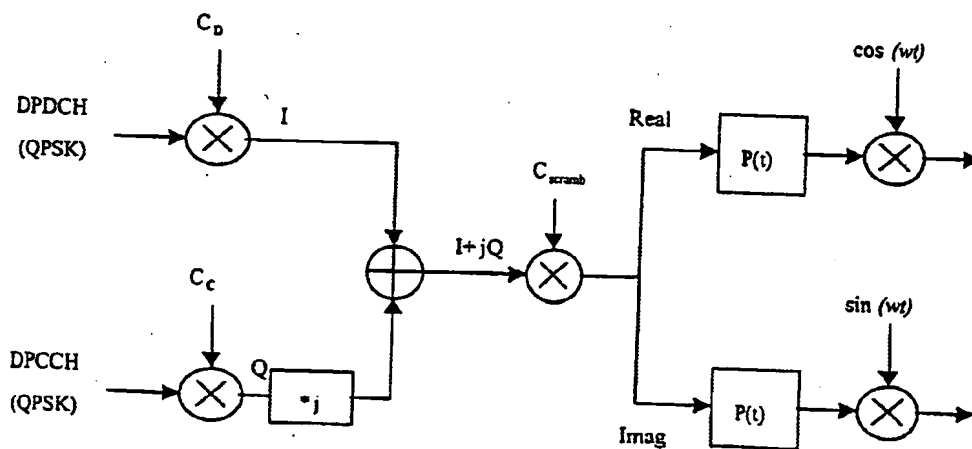 C_D
cos (wt)
DPDCH
(QPSK)
I
Real
P(t)
C_scramb
I+jQ
C_C
sin (wt)
DPCCH
(QPSK)
Q
*j
P(t)
Imag